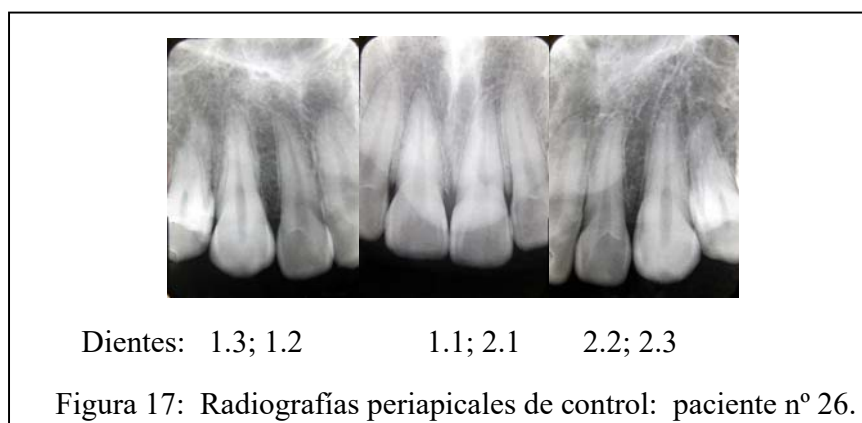 Dientes: 1.3; 1.2 1.1; 2.1 2.2; 2.3
Figura 17: Radiografías periapicales de control: paciente nº 26.